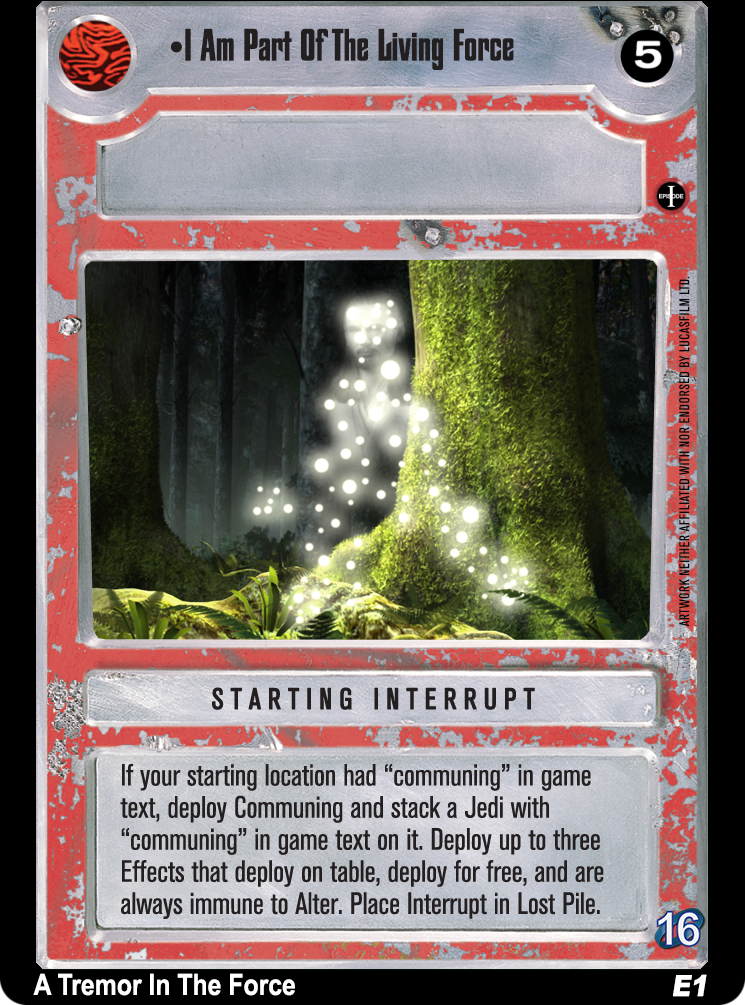 •I Am Part Of The Living Force
5
EPISODE I
ARTWORK NEITHER AFFILIATED WITH NOR ENDORSED BY LUCASFILM LTD.
STARTING INTERRUPT
If your starting location had “communing” in game
text, deploy Communing and stack a Jedi with
“communing” in game text on it. Deploy up to three
Effects that deploy on table, deploy for free, and are
always immune to Alter. Place Interrupt in Lost Pile.
16
A Tremor In The Force
E1